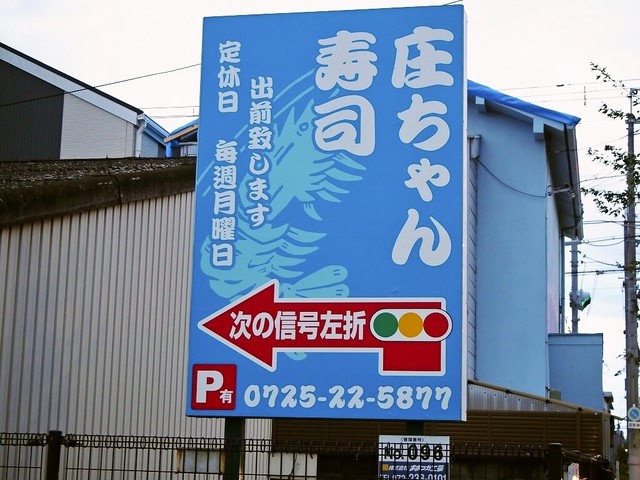 庄ちゃん
寿司
出前致します
定休日 毎週月曜日
次の信号左折
P有
0725-22-5877
No.096